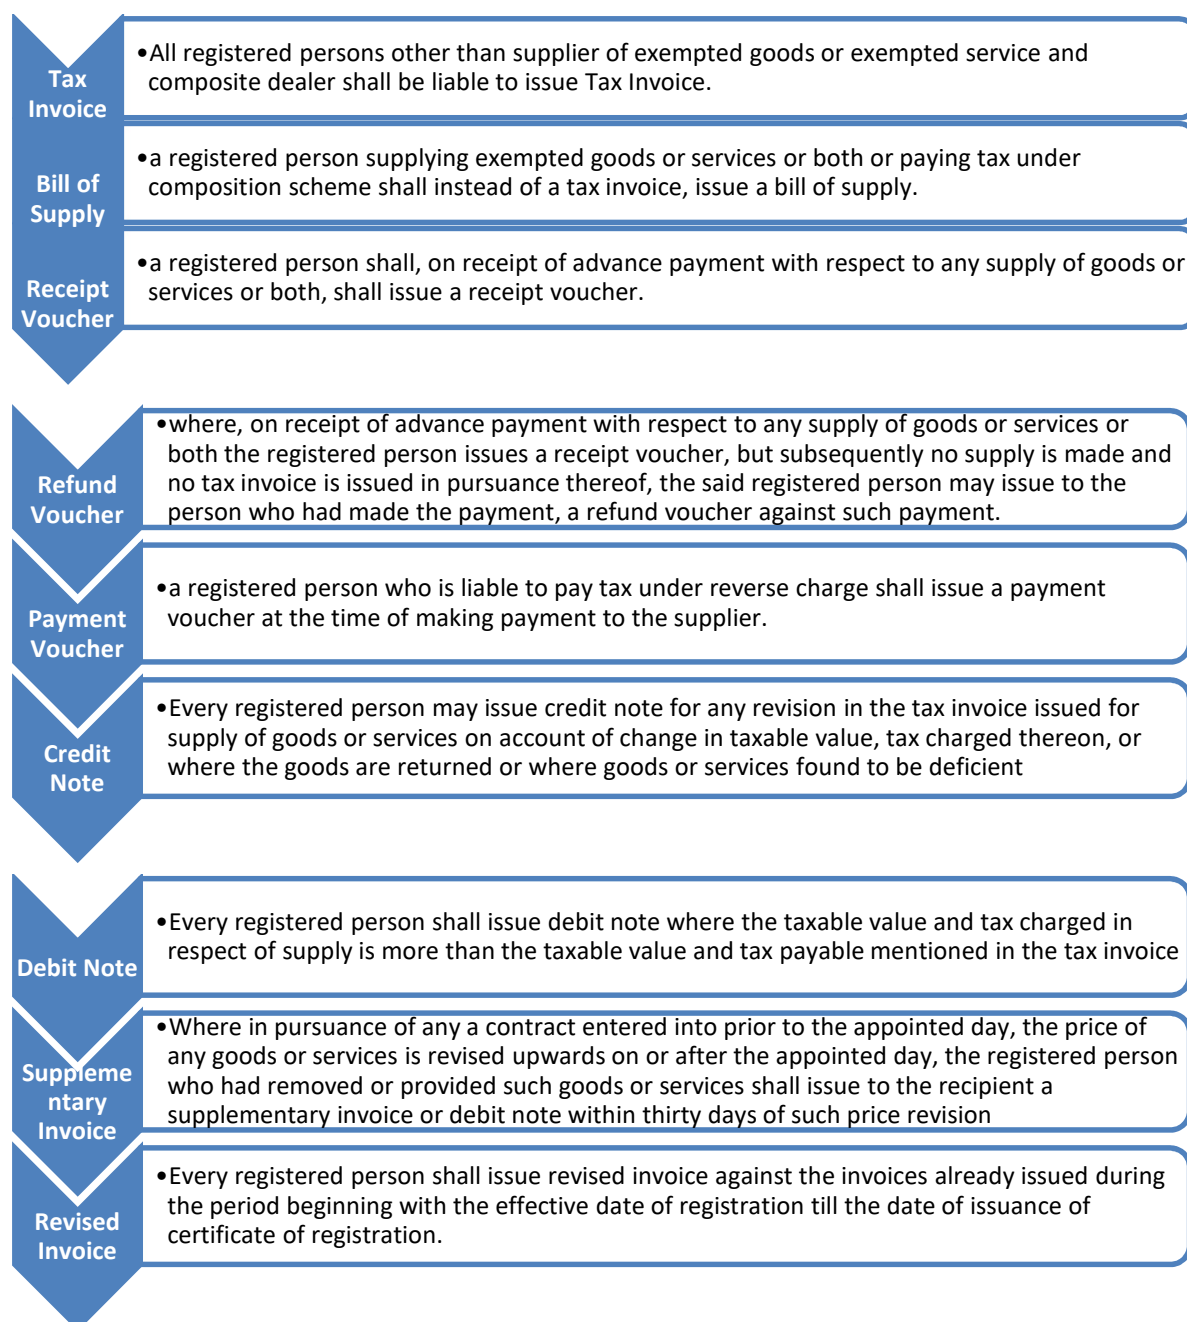 Tax
Invoice
•All registered persons other than supplier of exempted goods or exempted service and
composite dealer shall be liable to issue Tax Invoice.
Bill of
Supply
•a registered person supplying exempted goods or services or both or paying tax under
composition scheme shall instead of a tax invoice, issue a bill of supply.
Receipt
Voucher
•a registered person shall, on receipt of advance payment with respect to any supply of goods or
services or both, shall issue a receipt voucher.
Refund
Voucher
•where, on receipt of advance payment with respect to any supply of goods or services or
both the registered person issues a receipt voucher, but subsequently no supply is made and
no tax invoice is issued in pursuance thereof, the said registered person may issue to the
person who had made the payment, a refund voucher against such payment.
Payment
Voucher
•a registered person who is liable to pay tax under reverse charge shall issue a payment
voucher at the time of making payment to the supplier.
Credit
Note
•Every registered person may issue credit note for any revision in the tax invoice issued for
supply of goods or services on account of change in taxable value, tax charged thereon, or
where the goods are returned or where goods or services found to be deficient
Debit Note
•Every registered person shall issue debit note where the taxable value and tax charged in
respect of supply is more than the taxable value and tax payable mentioned in the tax invoice
Suppleme
ntary
Invoice
•Where in pursuance of any a contract entered into prior to the appointed day, the price of
any goods or services is revised upwards on or after the appointed day, the registered person
who had removed or provided such goods or services shall issue to the recipient a
supplementary invoice or debit note within thirty days of such price revision
Revised
Invoice
•Every registered person shall issue revised invoice against the invoices already issued during
the period beginning with the effective date of registration till the date of issuance of
certificate of registration.